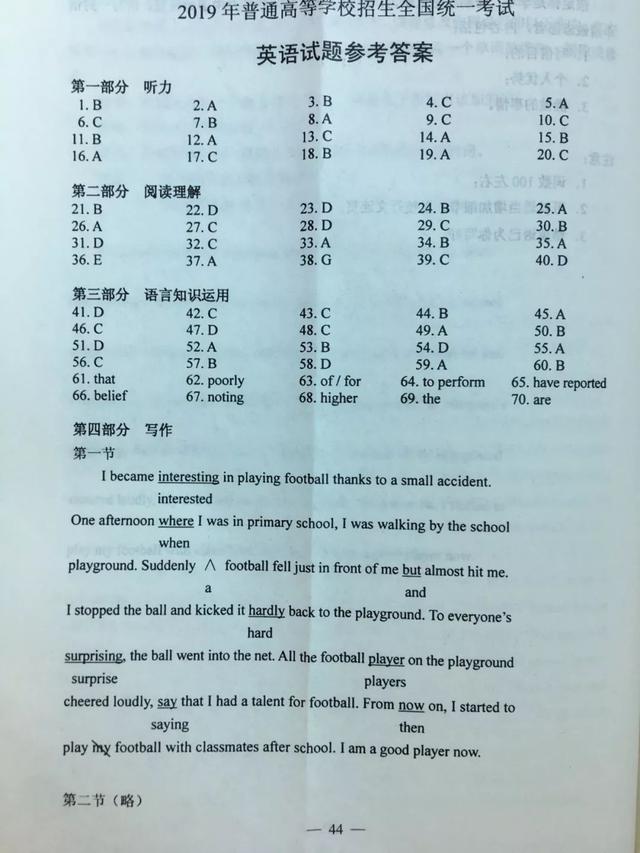 2019 年普通高等学校招生全国统一考试
英语试题参考答案
第一部分 听力
1. B 2. A 3. B 4. C 5. A
6. C 7. B 8. A 9. C 10. C
11. B 12. A 13. C 14. A 15. B
16. A 17. C 18. B 19. A 20. C
第二部分 阅读理解
21. B 22. D 23. D 24. B 25. A
26. A 27. C 28. D 29. C 30. B
31. D 32. C 33. A 34. B 35. A
36. E 37. A 38. G 39. C 40. D
第三部分 语言知识运用
41. D 42. C 43. C 44. B 45. A
46. C 47. D 48. C 49. A 50. B
51. D 52. A 53. B 54. D 55. A
56. C 57. B 58. D 59. A 60. B
61. that 62. poorly 63. of / for 64. to perform 65. have reported
66. belief 67. noting 68. higher 69. the 70. are
第四部分 写作
第一节
I became interesting in playing football thanks to a small accident.
interested
One afternoon where I was in primary school, I was walking by the school
when
playground. Suddenly ∧ football fell just in front of me but almost hit me.
a and
I stopped the ball and kicked it hardly back to the playground. To everyone's
hard
surprising, the ball went into the net. All the football player on the playground
surprise players
cheered loudly, say that I had a talent for football. From now on, I started to
saying then
play my football with classmates after school. I am a good player now.
第二节（略）
— 44 —